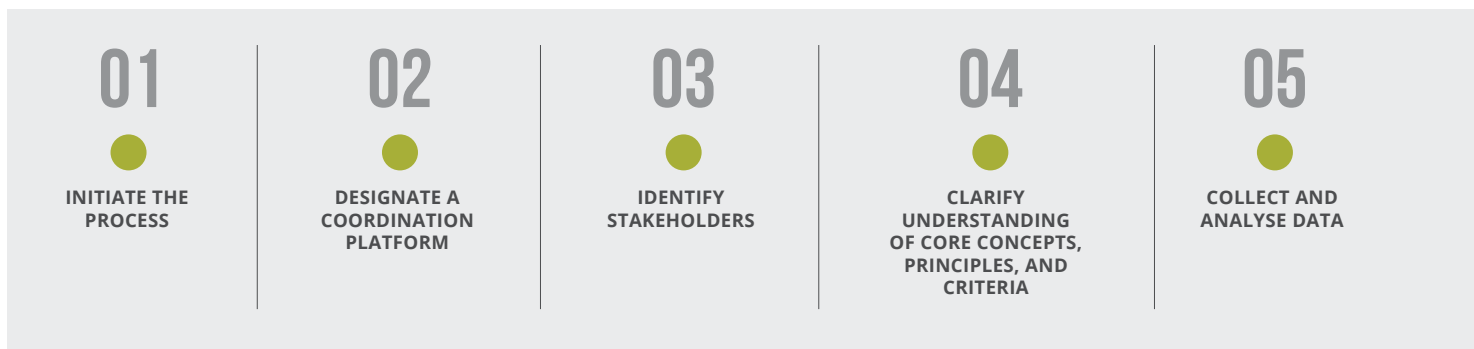 01
INITIATE THE
PROCESS
02
DESIGNATE A
COORDINATION
PLATFORM
03
IDENTIFY
STAKEHOLDERS
04
CLARIFY
UNDERSTANDING
OF CORE CONCEPTS,
PRINCIPLES, AND
CRITERIA
05
COLLECT AND
ANALYSE DATA